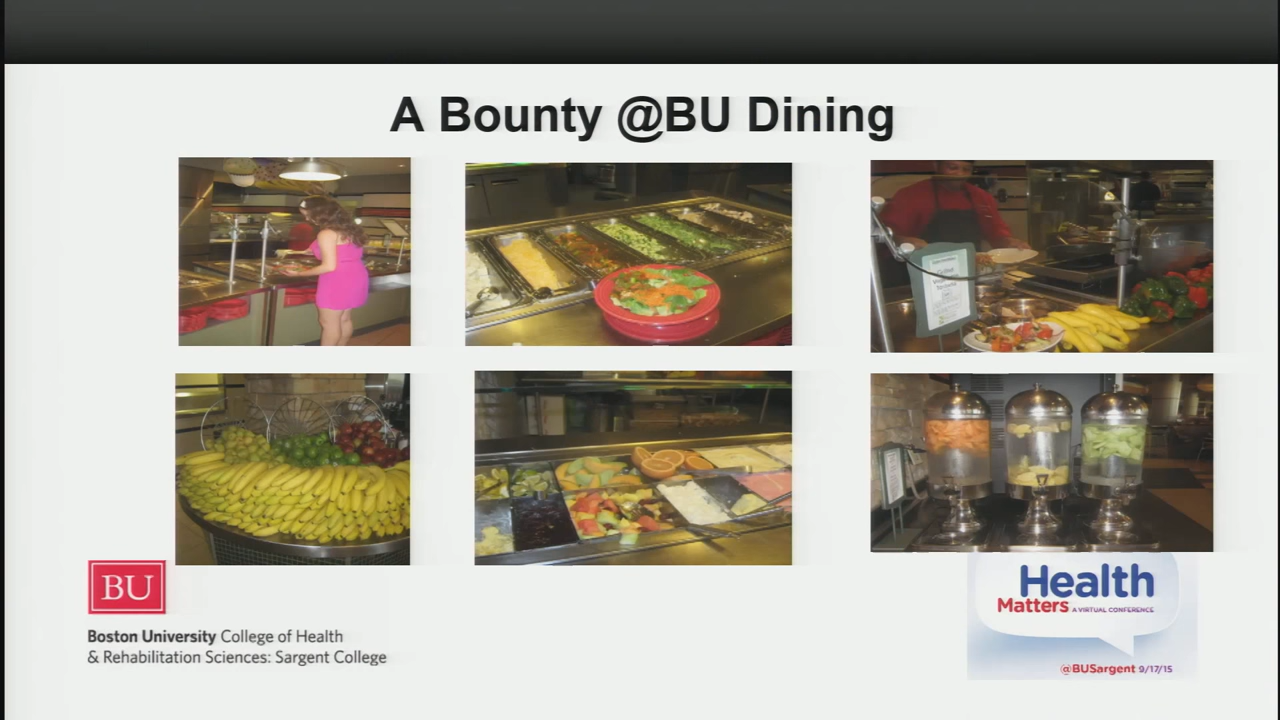 A Bounty @BU Dining
BU
Boston University College of Health
& Rehabilitation Sciences: Sargent College
Health
Matters A VIRTUAL CONFERENCE
@BUSargent 9/17/15